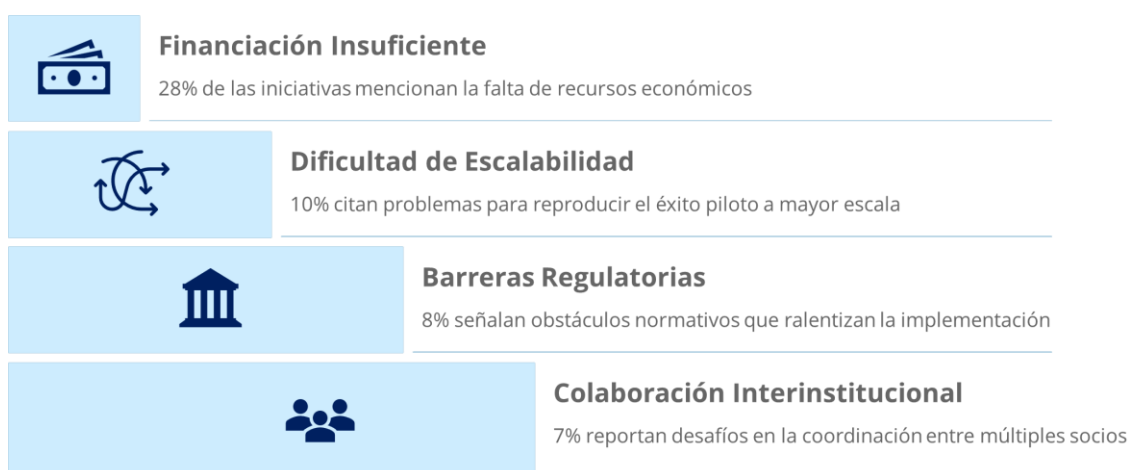 Financiación Insuficiente
28% de las iniciativas mencionan la falta de recursos económicos
Dificultad de Escalabilidad
10% citan problemas para reproducir el éxito piloto a mayor escala
Barreras Regulatorias
8% señalan obstáculos normativos que ralentizan la implementación
Colaboración Interinstitucional
7% reportan desafíos en la coordinación entre múltiples socios